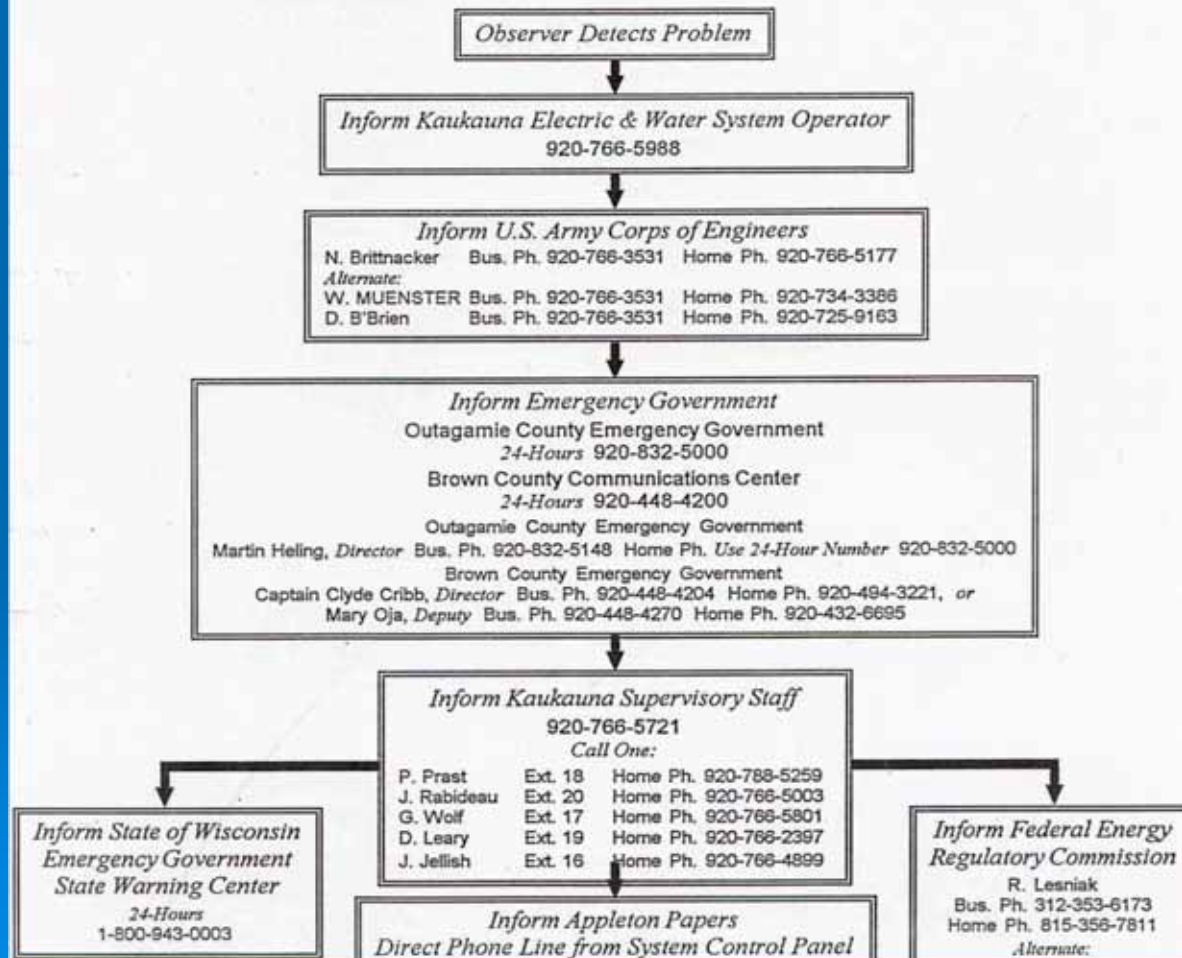 Observer Detects Problem
Inform Kaukauna Electric & Water System Operator
920-766-5988
Inform U.S. Army Corps of Engineers
N. Brittnacker Bus. Ph. 920-766-3531 Home Ph. 920-766-5177
Alternate:
W. MUENSTER Bus. Ph. 920-766-3531 Home Ph. 920-734-3386
D. B'Brien Bus. Ph. 920-766-3531 Home Ph. 920-725-9163
Inform Emergency Government
Outagamie County Emergency Government
24-Hours 920-832-5000
Brown County Communications Center
24-Hours 920-448-4200
Outagamie County Emergency Government
Martin Heling, Director Bus. Ph. 920-832-5148 Home Ph. Use 24-Hour Number 920-832-5000
Brown County Emergency Government
Captain Clyde Cribb, Director Bus. Ph. 920-448-4204 Home Ph. 920-494-3221, or
Mary Oja, Deputy Bus. Ph. 920-448-4270 Home Ph. 920-432-6695
Inform Kaukauna Supervisory Staff
920-766-5721
Call One:
P. Prast Ext. 18 Home Ph. 920-788-5259
J. Rabideau Ext. 20 Home Ph. 920-766-5003
G. Wolf Ext. 17 Home Ph. 920-766-5801
D. Leary Ext. 19 Home Ph. 920-766-2397
J. Jellish Ext. 16 Home Ph. 920-766-4899
Inform State of Wisconsin
Emergency Government
State Warning Center
24-Hours
1-800-943-0003
Inform Appleton Papers
Direct Phone Line from System Control Panel
Inform Federal Energy
Regulatory Commission
R. Lesniak
Bus. Ph. 312-353-6173
Home Ph. 815-356-7811
Alternate: